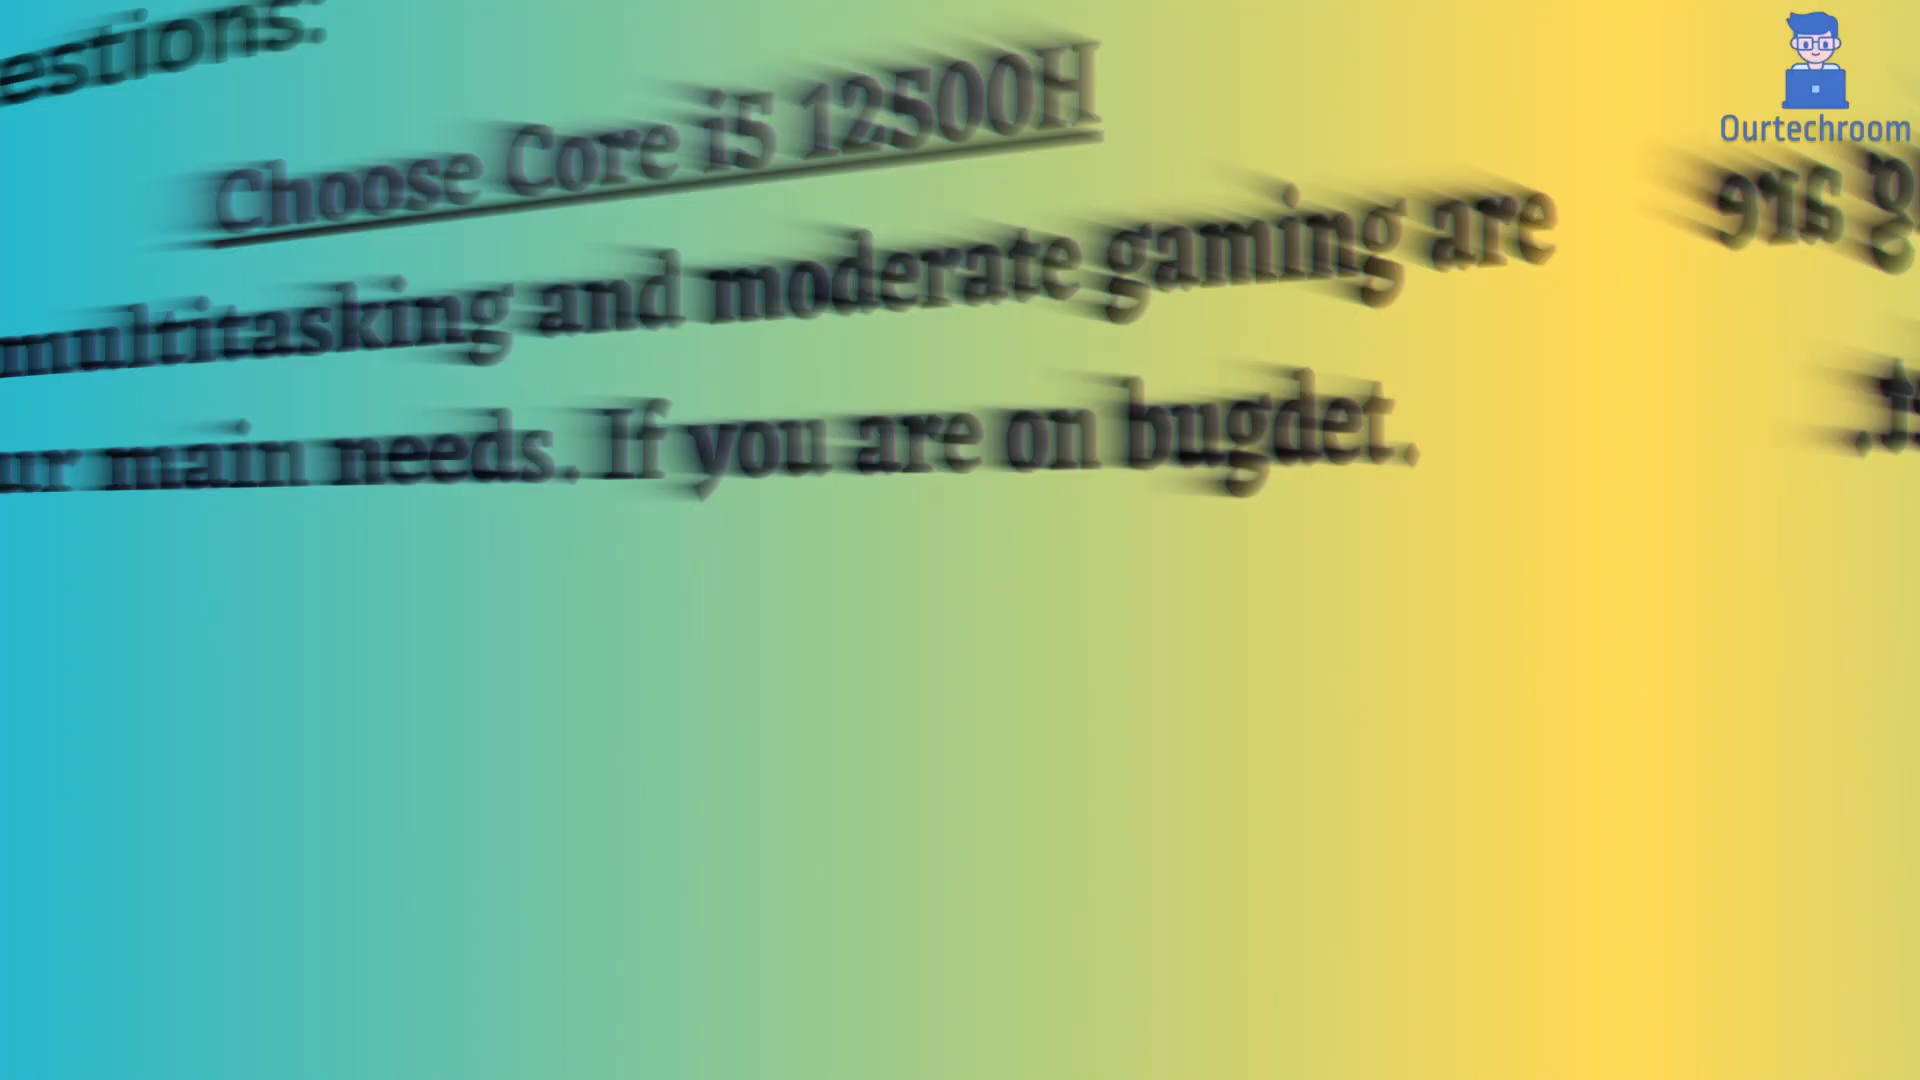 estions:
Choose Core i5 12500H
multitasking and moderate gaming are
ur main needs. If you are on bugdet.
Ourtechroom
g are
t.